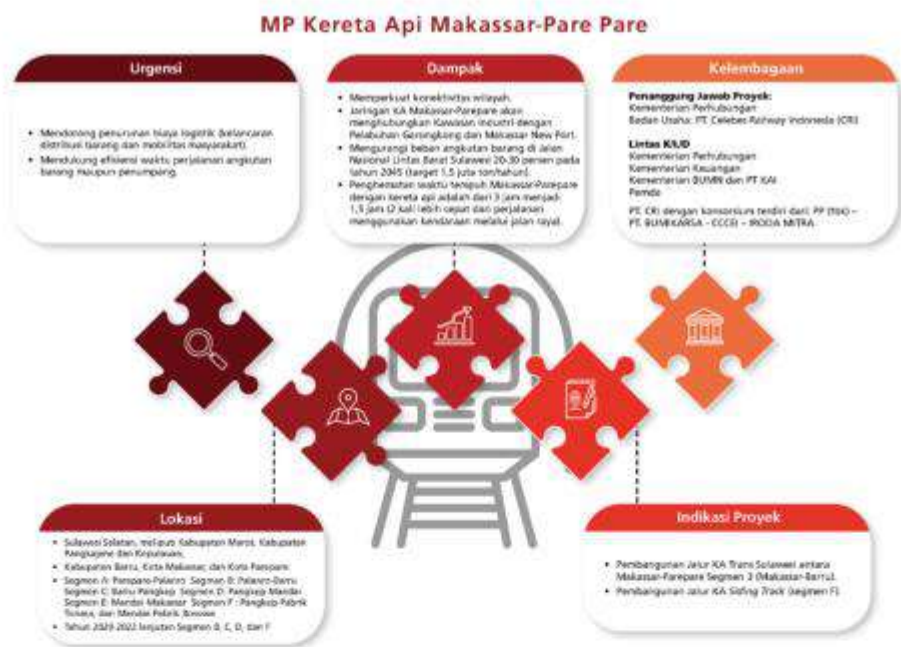 MP Kereta Api Makassar-Pare Pare
Urgensi
• Mendorong penurunan biaya logistik (kelancaran
distribusi barang dan mobilitas masyarakat).
• Mendukung efisiensi waktu perjalanan angkutan
barang maupun penumpang.
Dampak
• Memperkuat konektivitas wilayah.
• Jaringan KA Makassar-Parepare akan
menghubungkan Kawasan Industri dengan
Pelabuhan Garongkong dan Makassar New Port.
• Mengurangi beban angkutan barang di Jalan
Nasional Lintas Barat Sulawesi 20-30 persen pada
tahun 2045 (target 1,5 juta ton/tahun).
• Penghematan waktu tempuh Makassar-Parepare
dengan kereta api adalah dari 3 jam menjadi
1,5 jam (2 kali lebih cepat dari perjalanan
menggunakan kendaraan melalui jalan raya).
Kelembagaan
Penanggung Jawab Proyek:
Kementerian Perhubungan
Badan Usaha: PT Celebes Railway Indonesia (CRI)
Lintas K/L/D
Kementerian Perhubungan
Kementerian Keuangan
Kementerian BUMN dan PT KAI
Pemda
PT. CRI dengan konsorsium terdiri dari: PP (Tbk) –
PT. BUMIKARSA - CCCEI – IRODA MITRA.
Lokasi
• Sulawesi Selatan, meliputi Kabupaten Maros, Kabupaten
Pangkajene dan Kepulauan,
• Kabupaten Barru, Kota Makassar, dan Kota Parepare
• Segmen A: Parepare-Palanro Segmen B: Palanro-Barru
Segmen C: Barru-Pangkep Segmen D: Pangkep-Mandai
Segmen E: Mandai-Makassar Segmen F : Pangkep-Pabrik
Tonasa, dan Mandai-Pabrik Bosowa
• Tahun 2020-2022 lanjutan Segmen B, C, D, dan F
Indikasi Proyek
• Pembangunan Jalur KA Trans Sulawesi antara
Makassar-Parepare Segmen 3 (Makassar-Barru).
• Pembangunan Jalur KA Siding Track (segmen F).